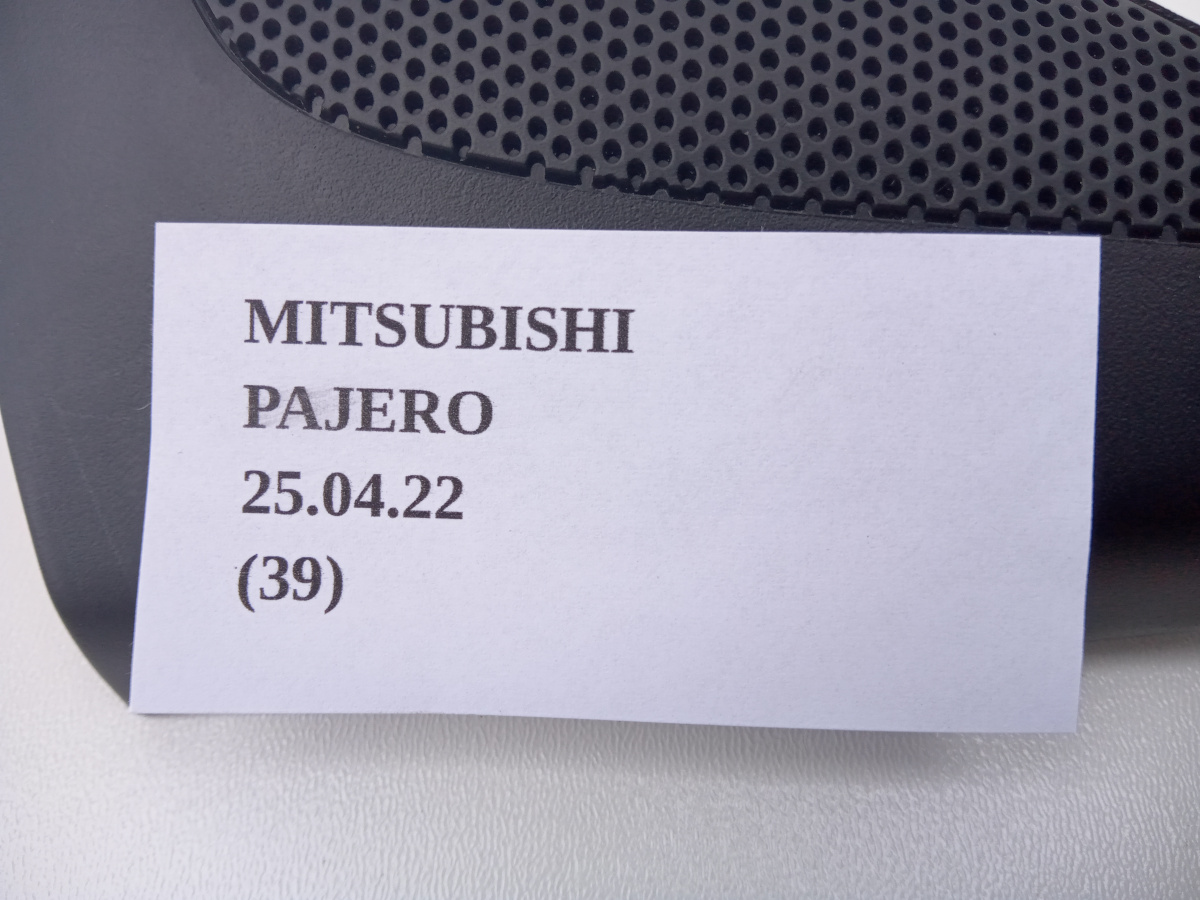 MITSUBISHI
PAJERO
25.04.22
(39)